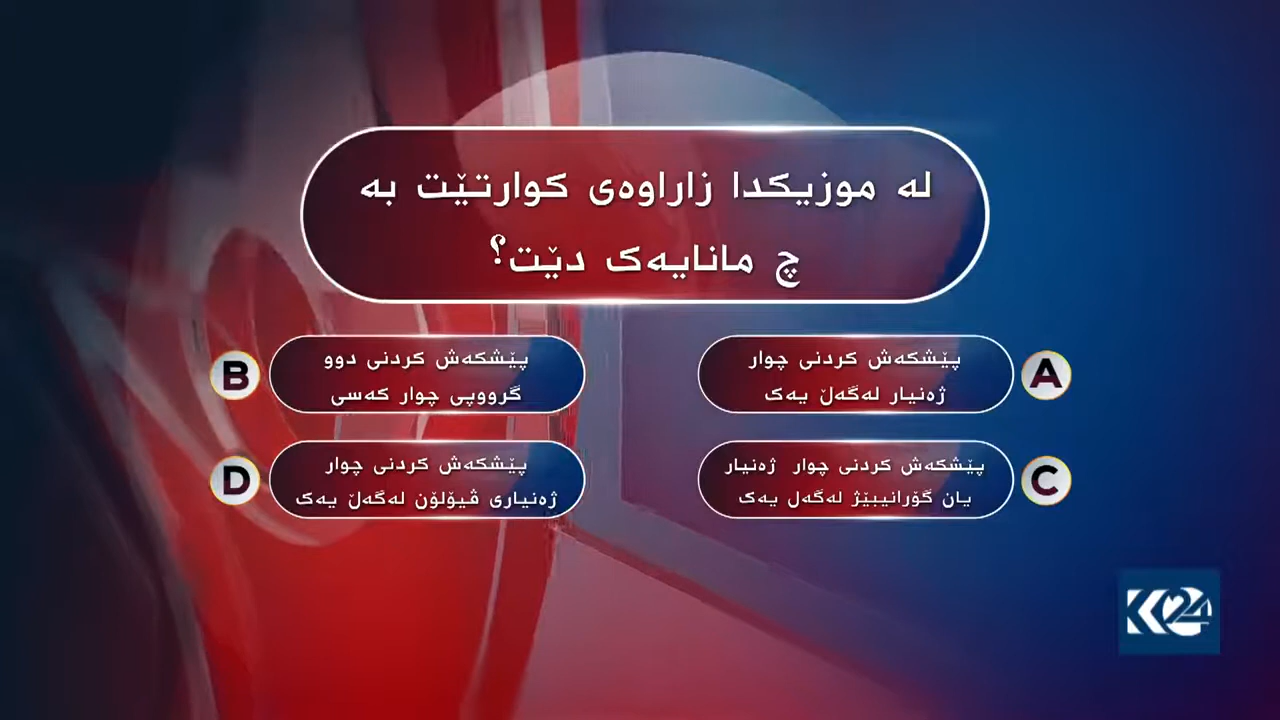 لە موزیکدا زاراوەی کوارتێت بە
چ مانایەک دێت؟
A
پێشکەش کردنی چوار
ژەنیار لەگەڵ یەک
B
پێشکەش کردنی دوو
گرووپی چوار کەسی
C
پێشکەش کردنی چوار ژەنیار
یان گۆرانیبێژ لەگەل یەک
D
پێشکەش کردنی چوار
ژەنیاری ڤیۆلۆن لەگەڵ یەک
K24